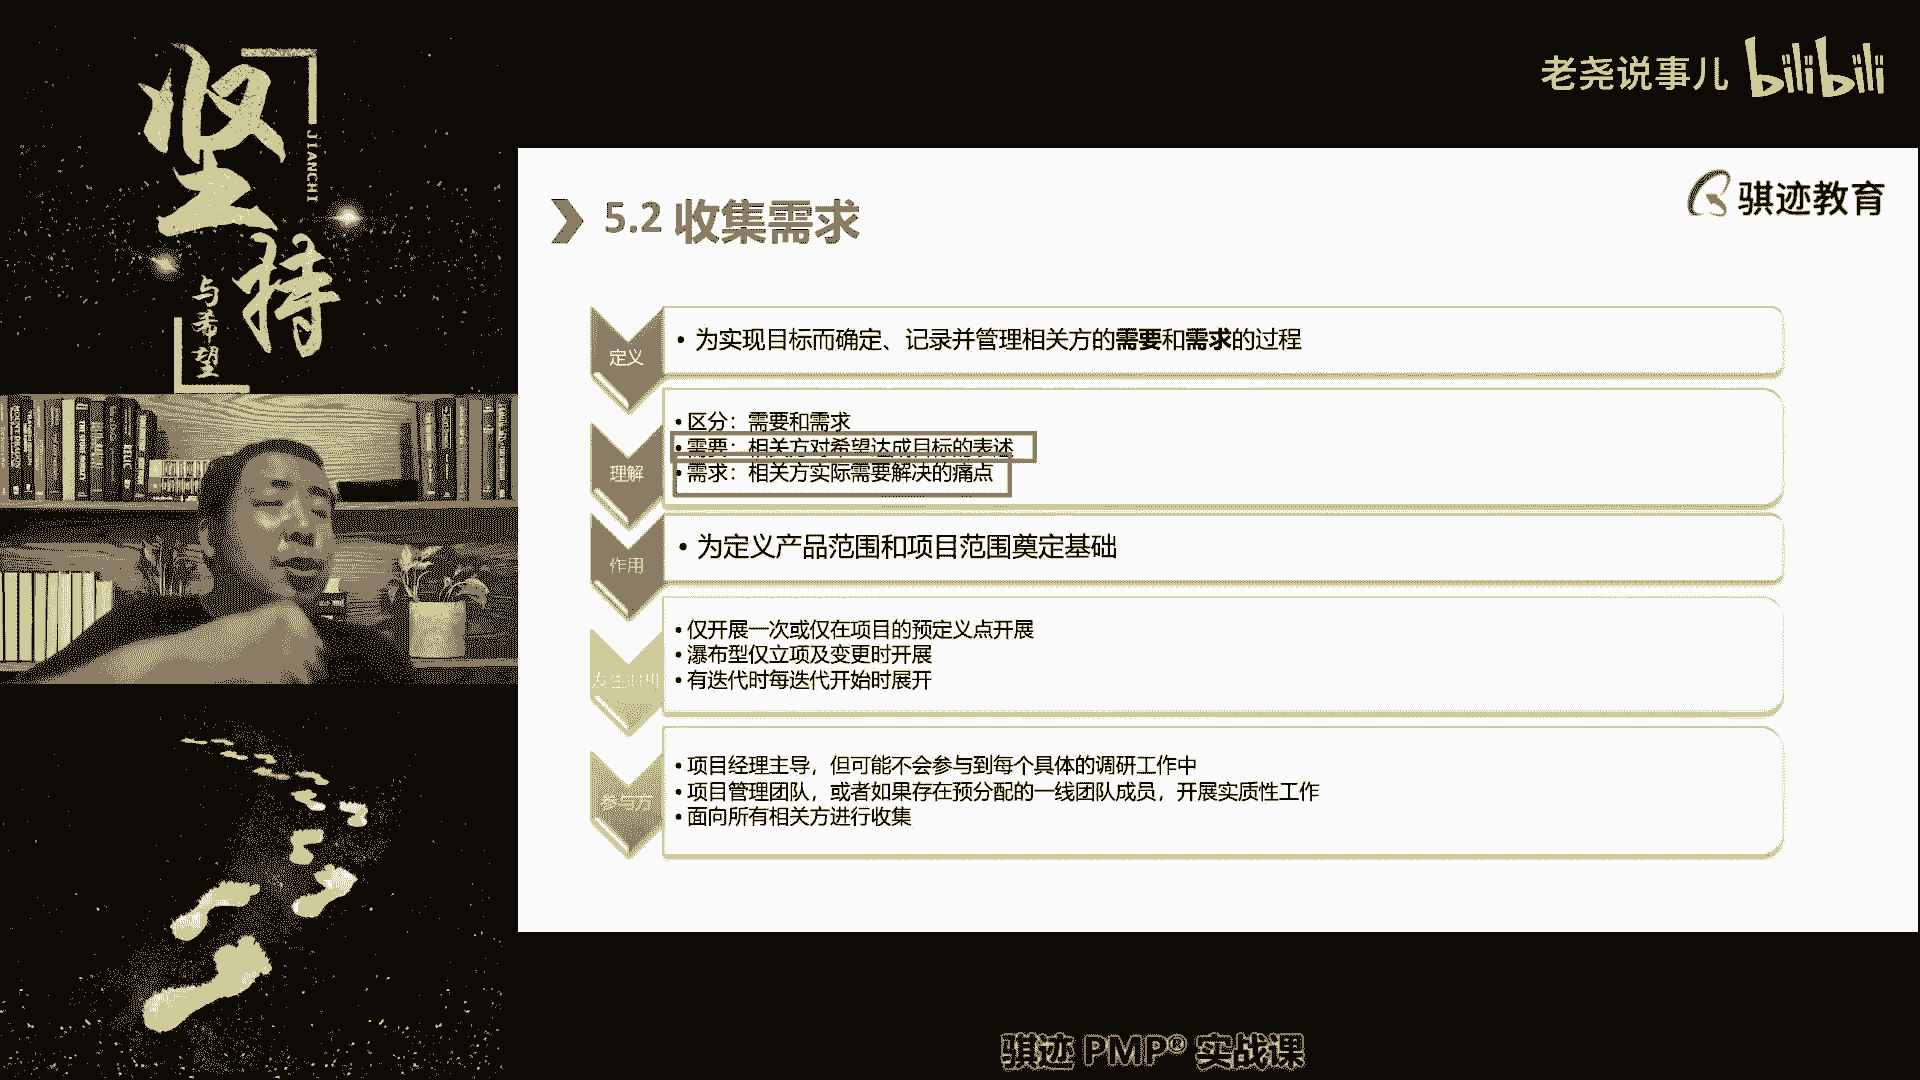 坚持
JIANCHI
与希望
老尧说事儿 bilibili
骐迹教育
5.2 收集需求
定义
• 为实现目标而确定、记录并管理相关方的需要和需求的过程
理解
• 区分：需要和需求
• 需要：相关方对希望达成目标的表述
• 需求：相关方实际需要解决的痛点
作用
• 为定义产品范围和项目范围奠定基础
发生时机
• 仅开展一次或仅在项目的预定义点开展
• 瀑布型仅立项及变更时开展
• 有迭代时每迭代开始时展开
参与方
• 项目经理主导，但可能不会参与到每个具体的调研工作中
• 项目管理团队，或者如果存在预分配的一线团队成员，开展实质性工作
• 面向所有相关方进行收集
骐迹 PMP® 实战课